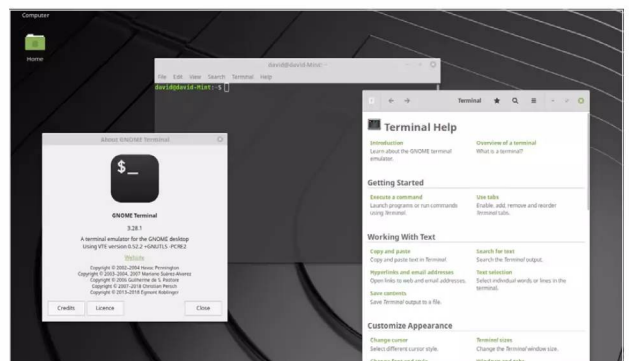 Computer
Home
david@david-Mint: ~
File Edit View Search Terminal Help
david@david-Mint:~$
About GNOME Terminal
$_
GNOME Terminal
3.28.1
A terminal emulator for the GNOME desktop
Using VTE version 0.52.2 +GNUTLS -PCRE2
Website
Copyright © 2002–2004 Havoc Pennington
Copyright © 2003–2004, 2007 Mariano Suárez-Alvarez
Copyright © 2006 Guilherme de S. Pastore
Copyright © 2007–2018 Christian Persch
Copyright © 2013–2018 Egmont Koblinger
Credits Licence Close
Terminal
Terminal Help
Introduction
Learn about the GNOME terminal
emulator.
Overview of a terminal
What is a terminal?
Getting Started
Execute a command
Launch programs or run commands
using Terminal.
Use tabs
Enable, add, remove and reorder
Terminal tabs.
Working With Text
Copy and paste
Copy and paste text in Terminal
Search for text
Search the Terminal output.
Hyperlinks and email addresses
Open links to web and email addresses.
Text selection
Select individual words or lines in the
terminal.
Save contents
Save Terminal output to a file.
Customize Appearance
Change cursor
Select different cursor style.
Terminal sizes
Change the Terminal window size.